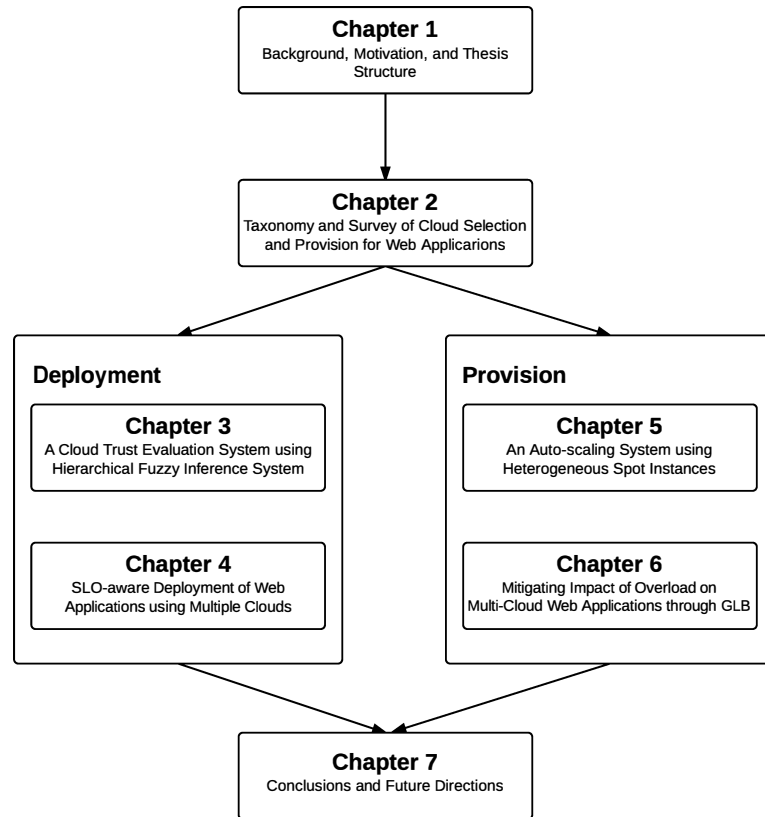 Chapter 1
Background, Motivation, and Thesis
Structure
Chapter 2
Taxonomy and Survey of Cloud Selection
and Provision for Web Applicarions
Deployment
Chapter 3
A Cloud Trust Evaluation System using
Hierarchical Fuzzy Inference System
Chapter 4
SLO-aware Deployment of Web
Applications using Multiple Clouds
Provision
Chapter 5
An Auto-scaling System using
Heterogeneous Spot Instances
Chapter 6
Mitigating Impact of Overload on
Multi-Cloud Web Applications through GLB
Chapter 7
Conclusions and Future Directions